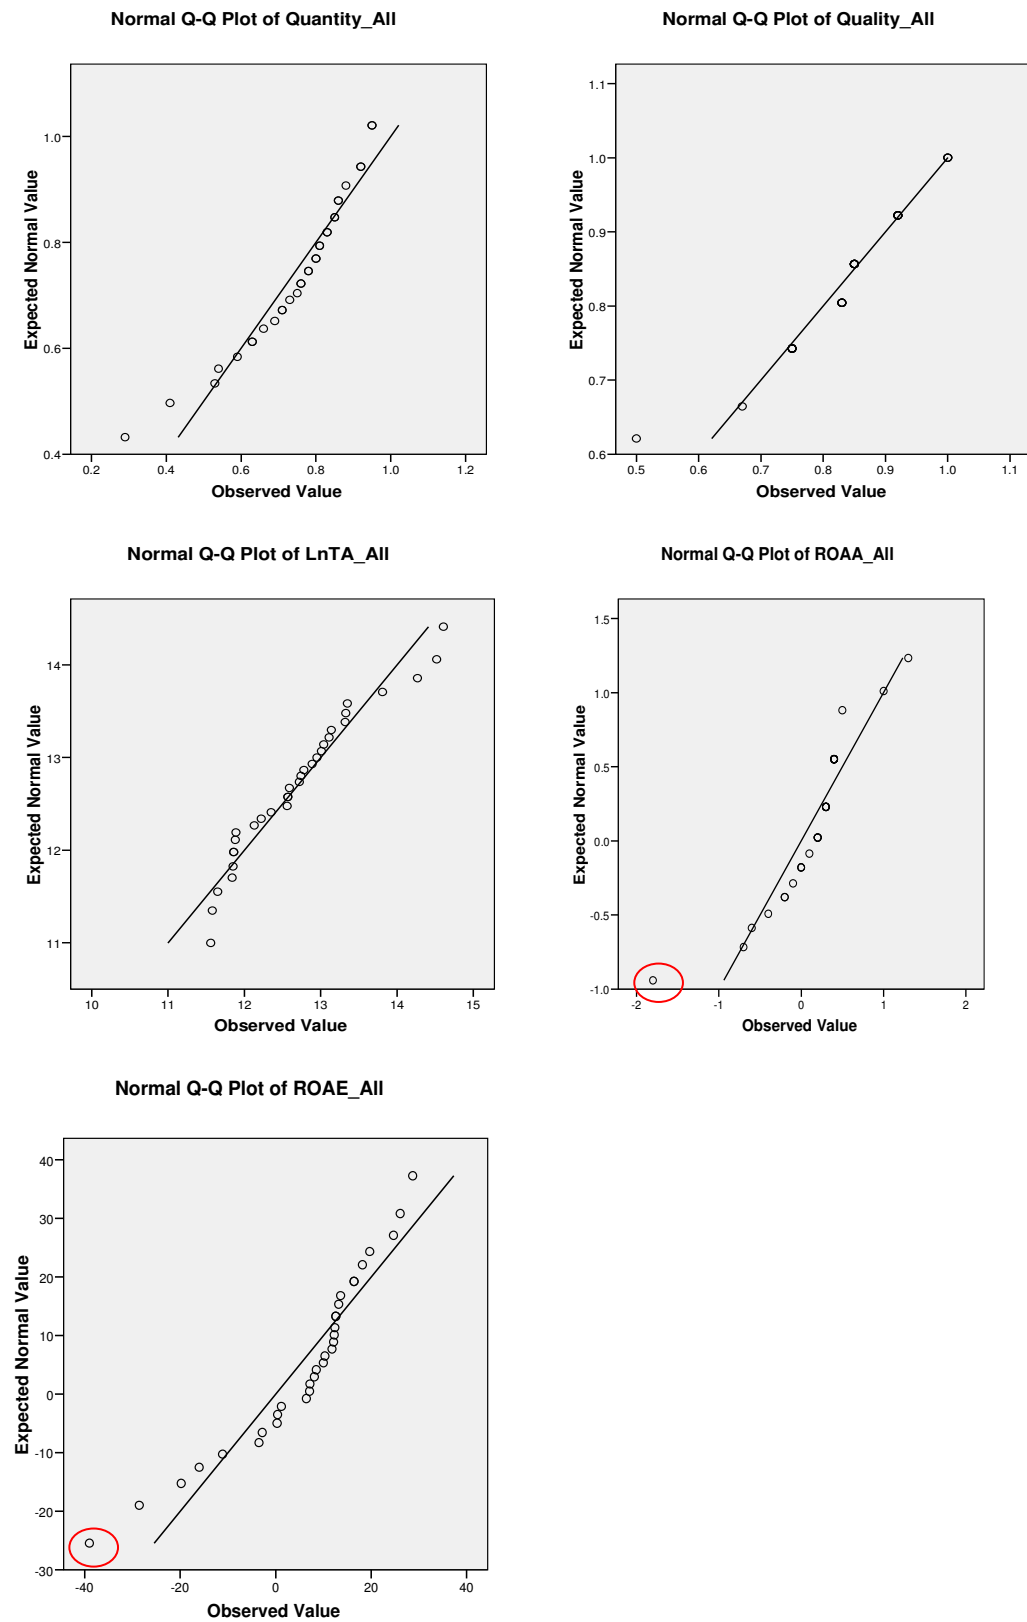 Normal Q-Q Plot of Quantity_All
Expected Normal Value
1.0
0.8
0.6
0.4
0.2 0.4 0.6 0.8 1.0 1.2
Observed Value
Normal Q-Q Plot of Quality_All
Expected Normal Value
1.1
1.0
0.9
0.8
0.7
0.6
0.5 0.6 0.7 0.8 0.9 1.0 1.1
Observed Value
Normal Q-Q Plot of LnTA_All
Expected Normal Value
14
13
12
11
10 11 12 13 14 15
Observed Value
Normal Q-Q Plot of ROAA_All
Expected Normal Value
1.5
1.0
0.5
0.0
-0.5
-1.0
-2 -1 0 1 2
Observed Value
Normal Q-Q Plot of ROAE_All
Expected Normal Value
40
30
20
10
0
-10
-20
-30
-40 -20 0 20 40
Observed Value